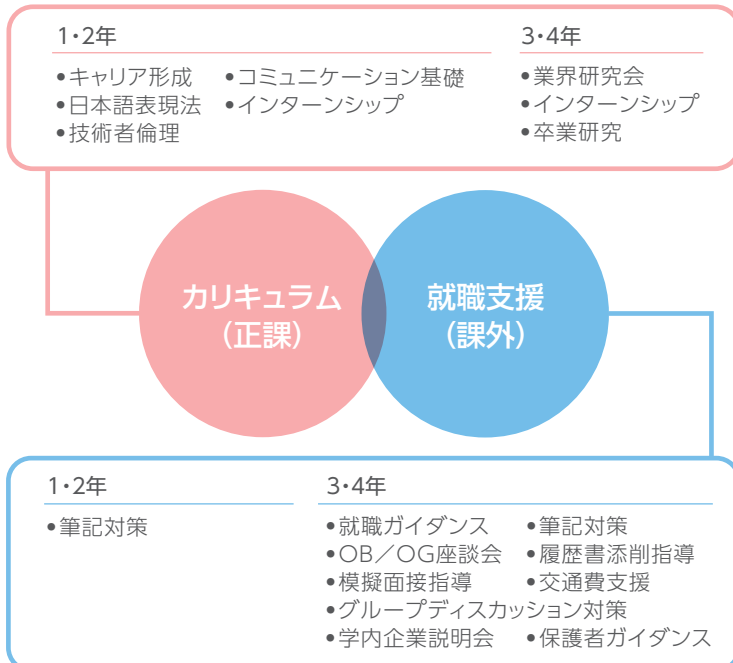 1・2年
•キャリア形成 •コミュニケーション基礎
•日本語表現法 •インターンシップ
•技術者倫理
3・4年
•業界研究会
•インターンシップ
•卒業研究
カリキュラム
(正課)
就職支援
(課外)
1・2年
•筆記対策
3・4年
•就職ガイダンス •筆記対策
•OB/OG座談会 •履歴書添削指導
•模擬面接指導 •交通費支援
•グループディスカッション対策
•学内企業説明会 •保護者ガイダンス